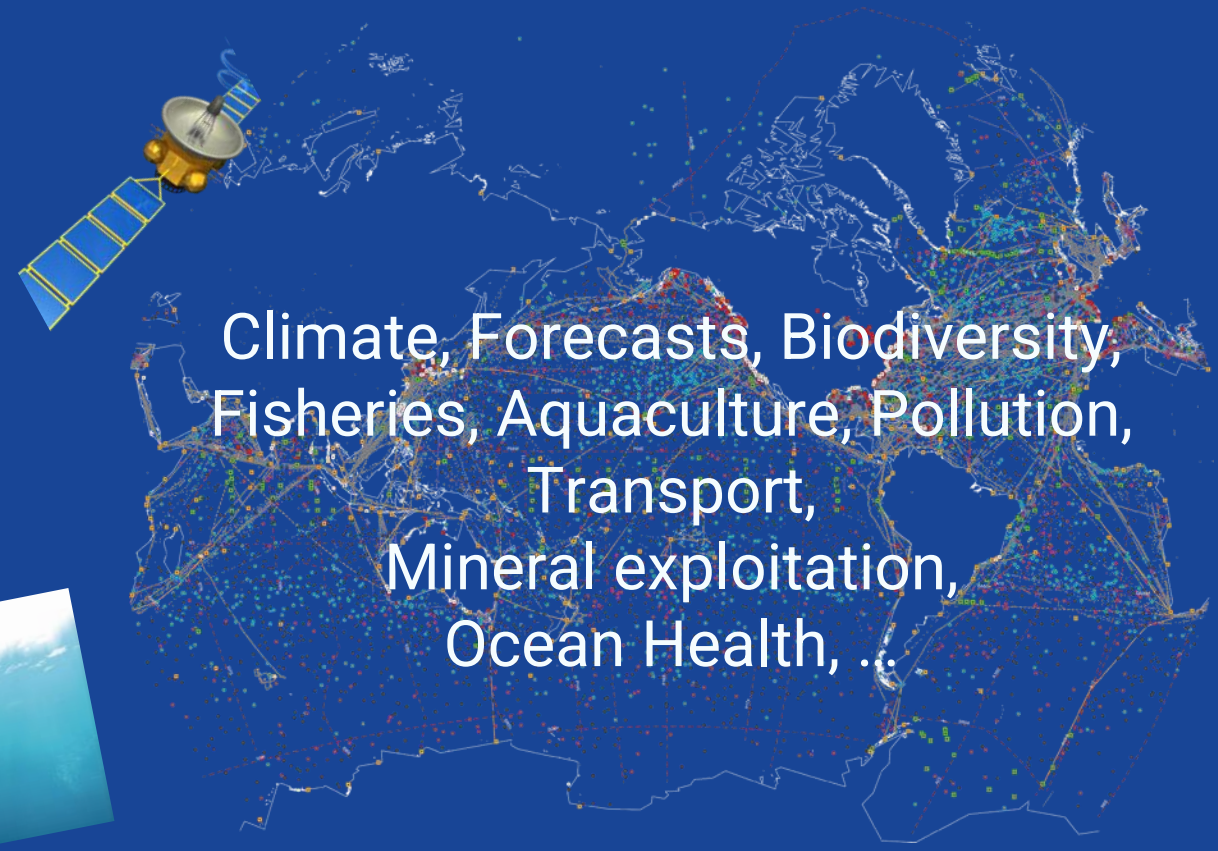 Climate, Forecasts, Biodiversity,
Fisheries, Aquaculture, Pollution,
Transport,
Mineral exploitation,
Ocean Health, ...